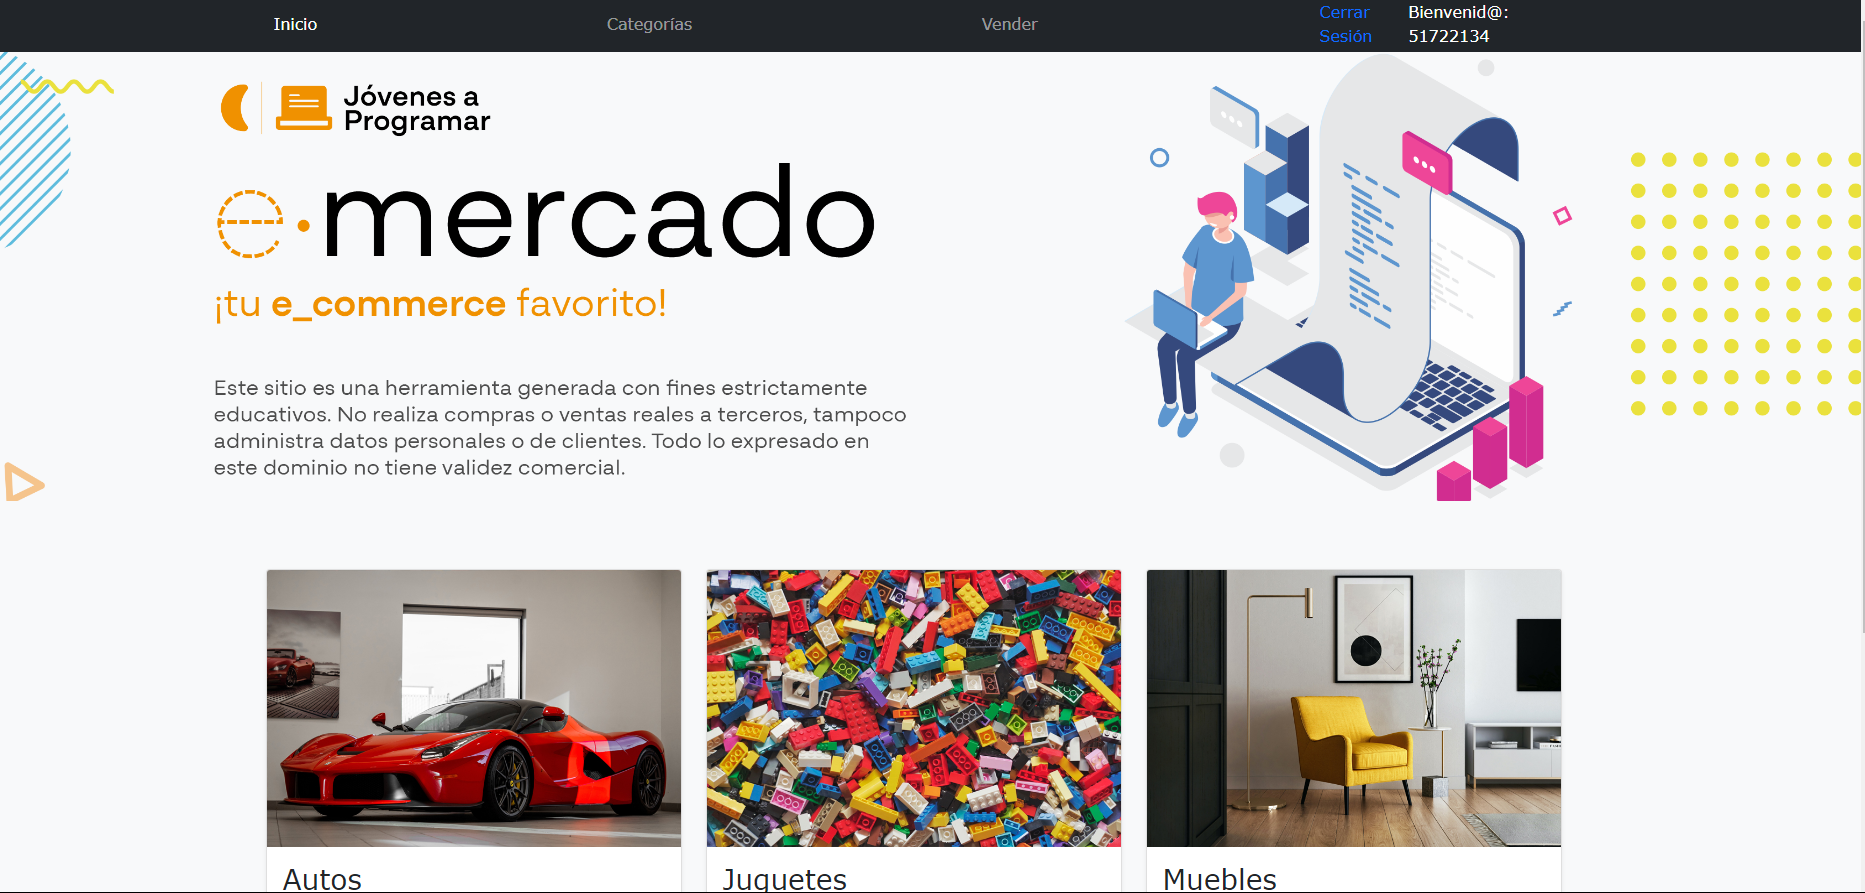 Inicio
Categorías
Vender
Cerrar
Sesión
Bienvenid@:
51722134
Jóvenes a
Programar
e·mercado
¡tu e_commerce favorito!
Este sitio es una herramienta generada con fines estrictamente
educativos. No realiza compras o ventas reales a terceros, tampoco
administra datos personales o de clientes. Todo lo expresado en
este dominio no tiene validez comercial.
Autos
Juguetes
Muebles